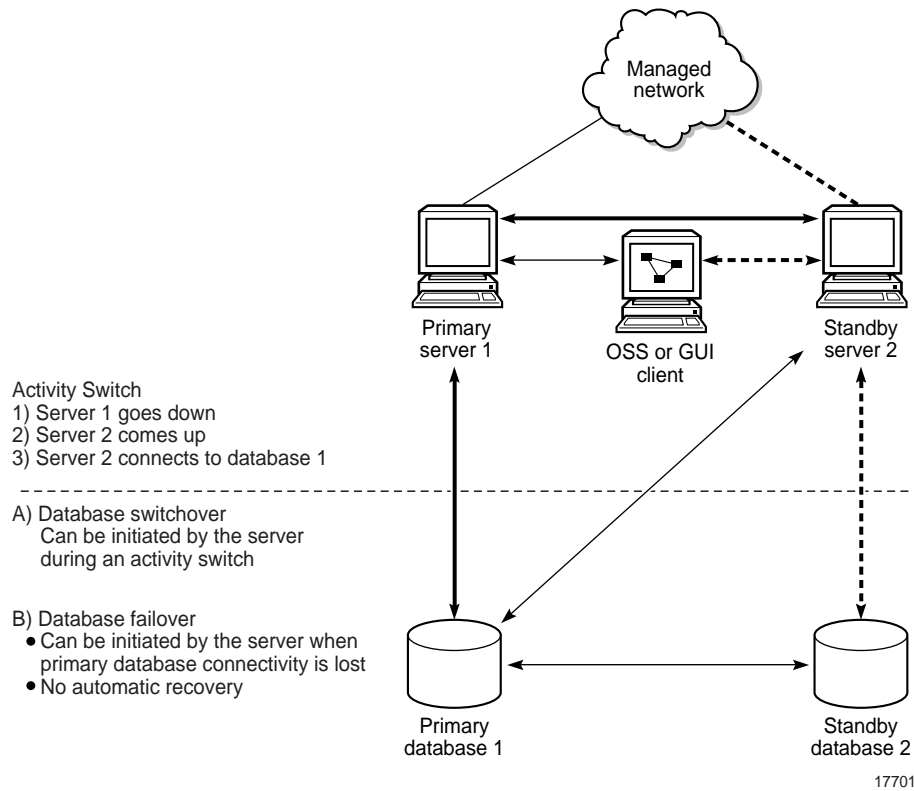 Managed
network
Primary
server 1
OSS or GUI
client
Standby
server 2
Activity Switch
1) Server 1 goes down
2) Server 2 comes up
3) Server 2 connects to database 1
A) Database switchover
Can be initiated by the server
during an activity switch
B) Database failover
• Can be initiated by the server when
primary database connectivity is lost
• No automatic recovery
Primary
database 1
Standby
database 2
17701